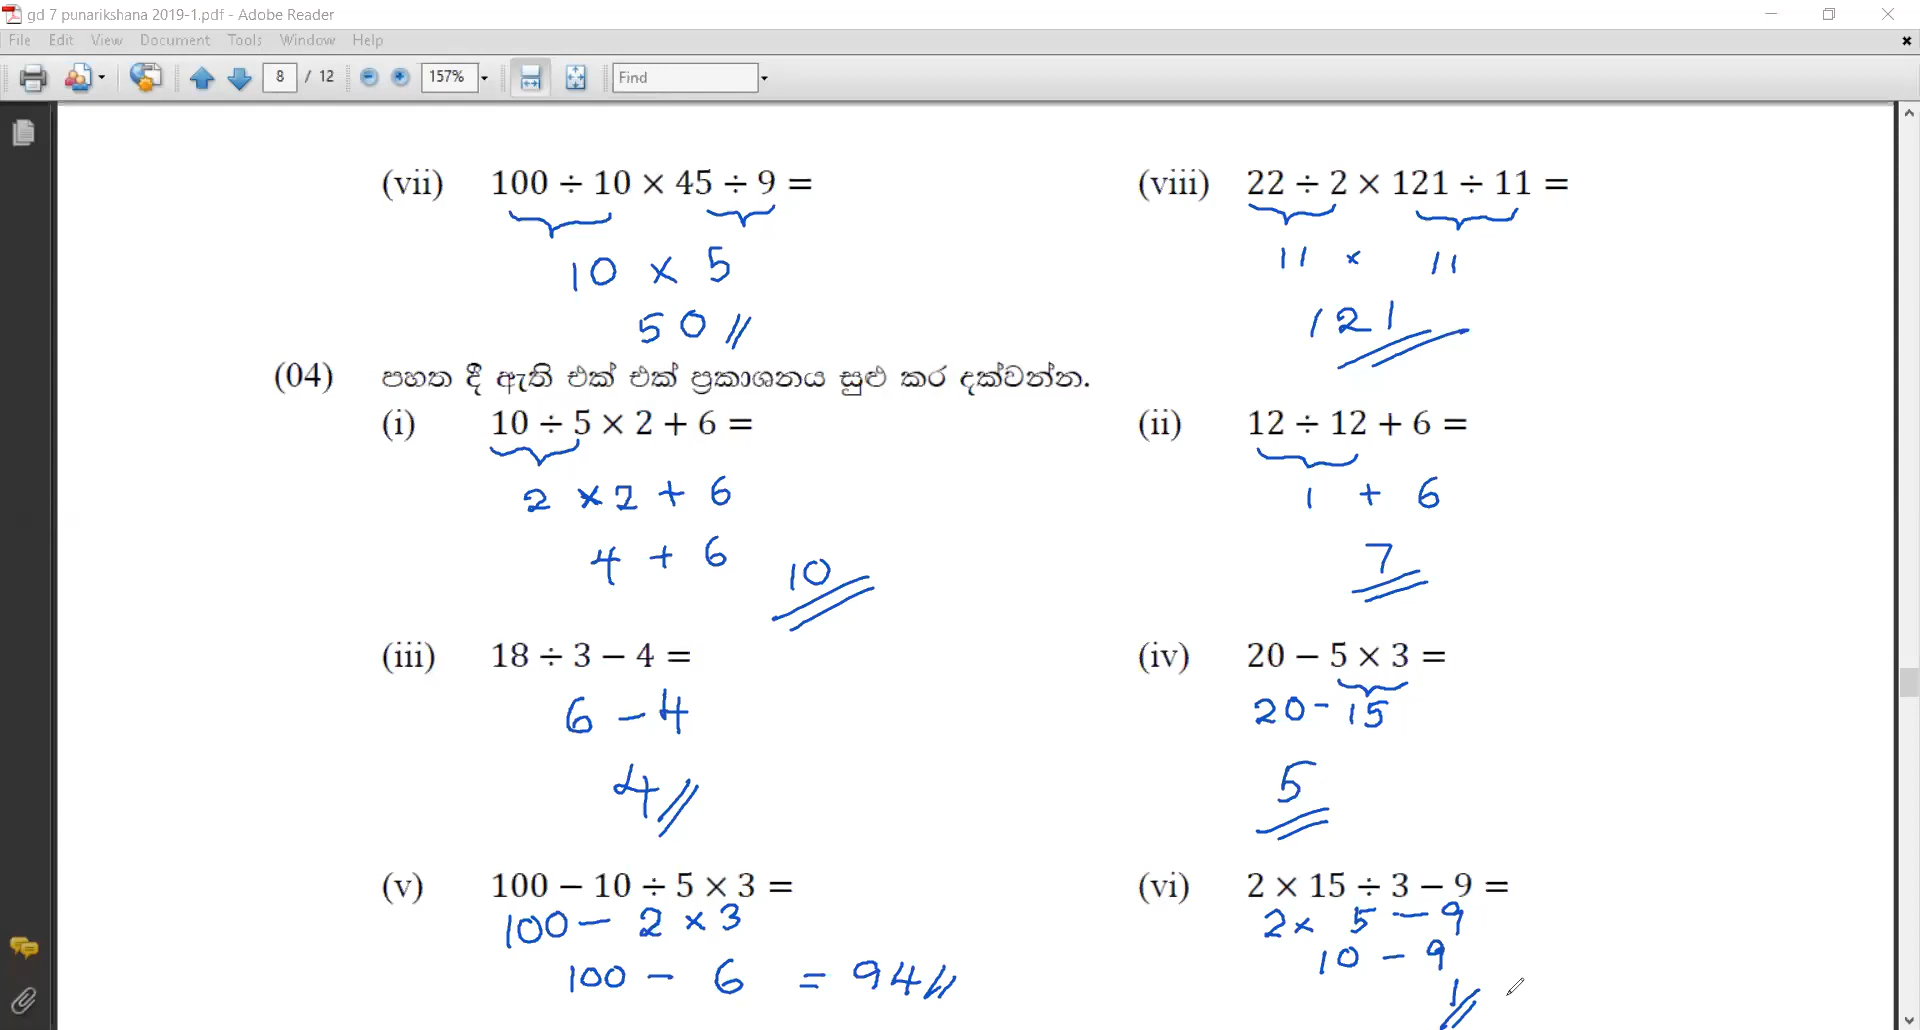 gd 7 punarikshana 2019-1.pdf - Adobe Reader
File Edit View Document Tools Window Help
8 / 12 157% Find
(vii) 100 ÷ 10 × 45 ÷ 9 =
10 × 5
50 //
(viii) 22 ÷ 2 × 121 ÷ 11 =
11 × 11
121
(04) පහත දී ඇති එක් එක් ප්‍රකාශනය සුළු කර දක්වන්න.
(i) 10 ÷ 5 × 2 + 6 =
2 × 2 + 6
4 + 6
10
(ii) 12 ÷ 12 + 6 =
1 + 6
7
(iii) 18 ÷ 3 − 4 =
6 − 4
4 //
(iv) 20 − 5 × 3 =
20 − 15
5
(v) 100 − 10 ÷ 5 × 3 =
100 − 2 × 3
100 − 6 = 94 //
(vi) 2 × 15 ÷ 3 − 9 =
2 × 5 − 9
10 − 9
1 //